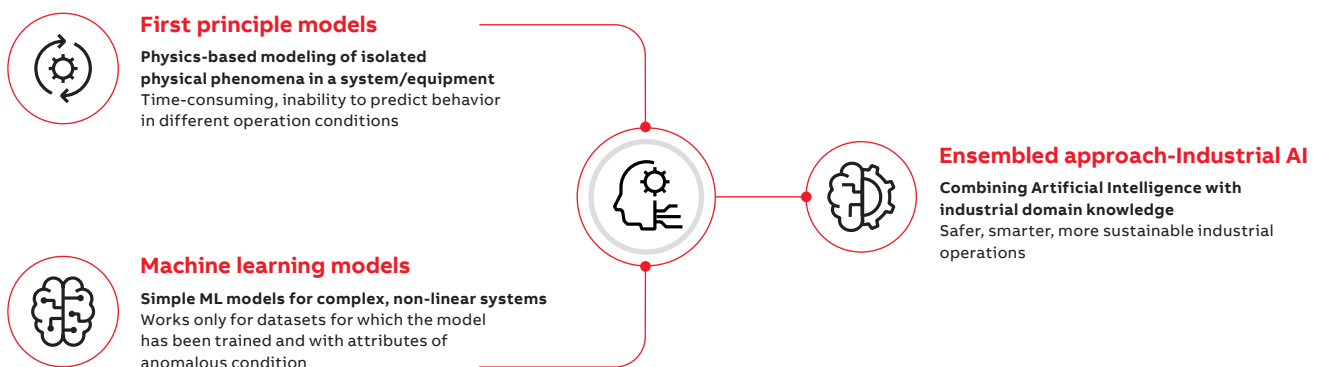 First principle models
Physics-based modeling of isolated
physical phenomena in a system/equipment
Time-consuming, inability to predict behavior
in different operation conditions
Machine learning models
Simple ML models for complex, non-linear systems
Works only for datasets for which the model
has been trained and with attributes of
anomalous condition
Ensembled approach-Industrial AI
Combining Artificial Intelligence with
industrial domain knowledge
Safer, smarter, more sustainable industrial
operations